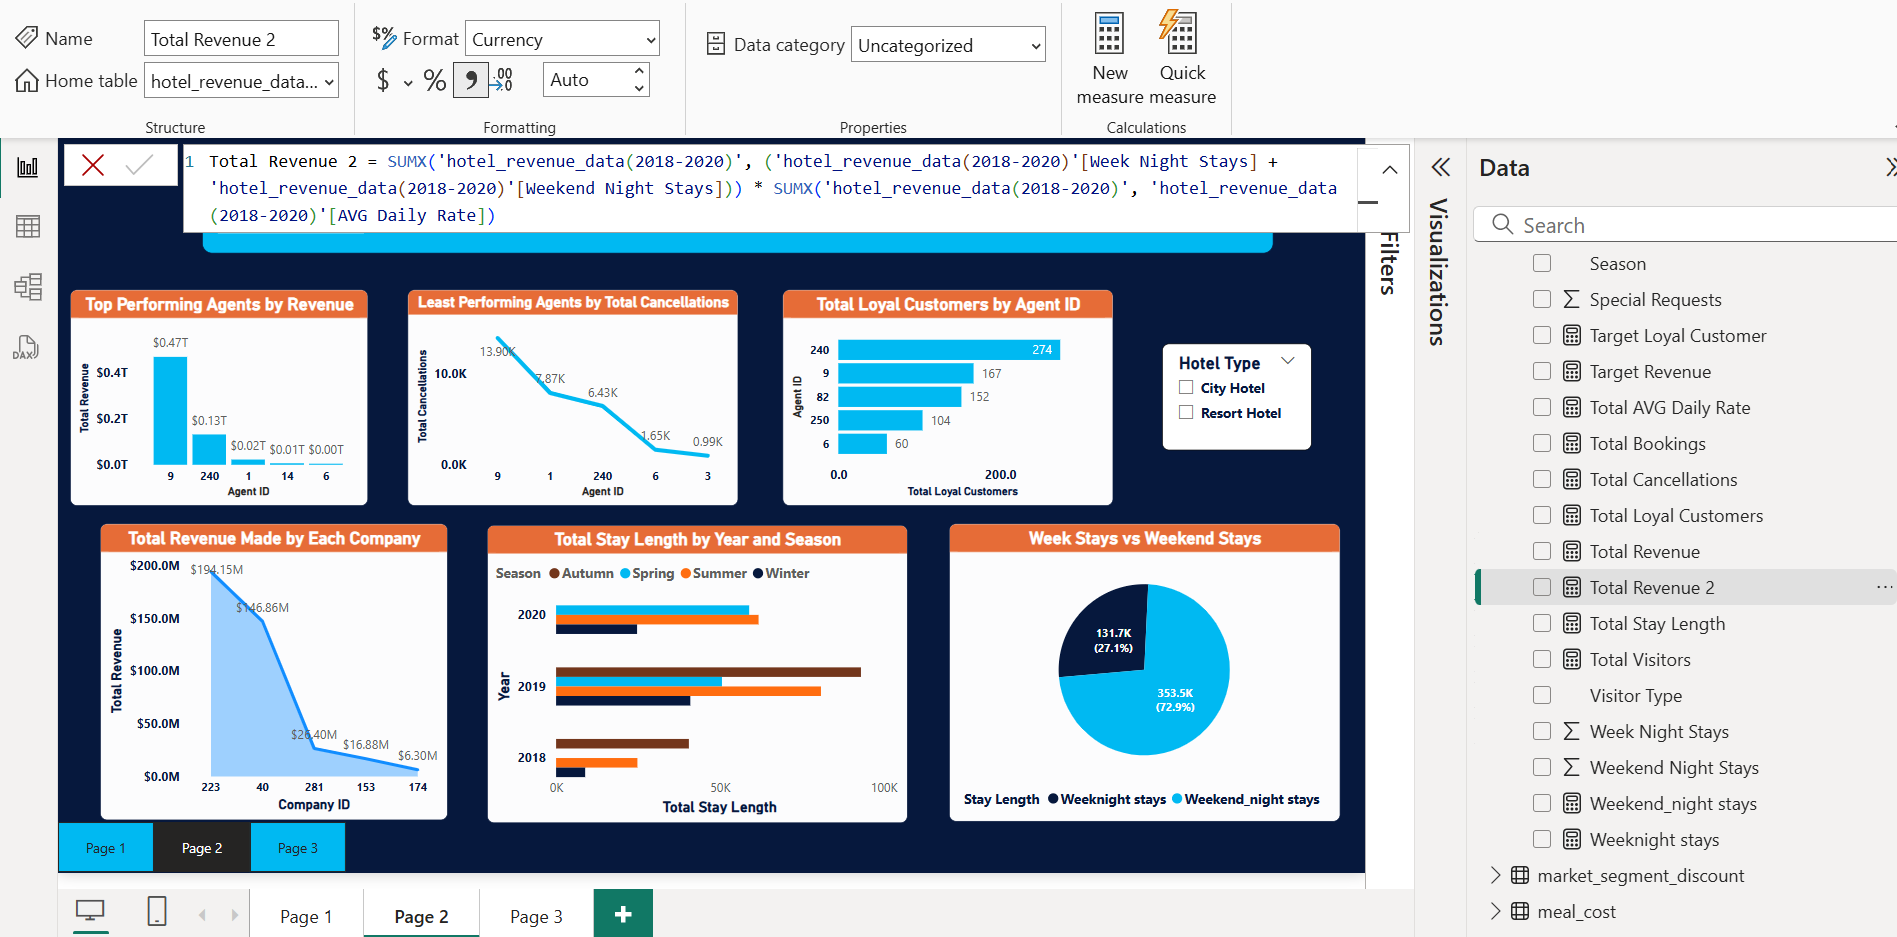 Name
Total Revenue 2
Home table
hotel_revenue_data...
Structure
$%
Format
Currency
$
%
,
.00
→0
Auto
Formatting
Data category
Uncategorized
Properties
New
measure
Quick
measure
Calculations
1 Total Revenue 2 = SUMX('hotel_revenue_data(2018-2020)', ('hotel_revenue_data(2018-2020)'[Week Night Stays] +
'hotel_revenue_data(2018-2020)'[Weekend Night Stays])) * SUMX('hotel_revenue_data(2018-2020)', 'hotel_revenue_data
(2018-2020)'[AVG Daily Rate])
DAX
Top Performing Agents by Revenue
Total Revenue
$0.4T
$0.2T
$0.0T
$0.47T
$0.13T
$0.02T
$0.01T
$0.00T
9 240 1 14 6
Agent ID
Least Performing Agents by Total Cancellations
Total Cancellations
10.0K
0.0K
13.90K
7.87K
6.43K
1.65K
0.99K
9 1 240 6 3
Agent ID
Total Loyal Customers by Agent ID
Agent ID
240 274
9 167
82 152
250 104
6 60
0.0 200.0
Total Loyal Customers
Hotel Type
City Hotel
Resort Hotel
Total Revenue Made by Each Company
Total Revenue
$200.0M
$150.0M
$100.0M
$50.0M
$0.0M
$194.15M
$146.86M
$26.40M
$16.88M
$6.30M
223 40 281 153 174
Company ID
Total Stay Length by Year and Season
Season Autumn Spring Summer Winter
Year
2020
2019
2018
0K 50K 100K
Total Stay Length
Week Stays vs Weekend Stays
131.7K
(27.1%)
353.5K
(72.9%)
Stay Length Weeknight stays Weekend_night stays
Page 1
Page 2
Page 3
Page 1
Page 2
Page 3
+
Filters
Visualizations
Data
Search
Season
Special Requests
Target Loyal Customer
Target Revenue
Total AVG Daily Rate
Total Bookings
Total Cancellations
Total Loyal Customers
Total Revenue
Total Revenue 2
...
Total Stay Length
Total Visitors
Visitor Type
Week Night Stays
Weekend Night Stays
Weekend_night stays
Weeknight stays
market_segment_discount
meal_cost